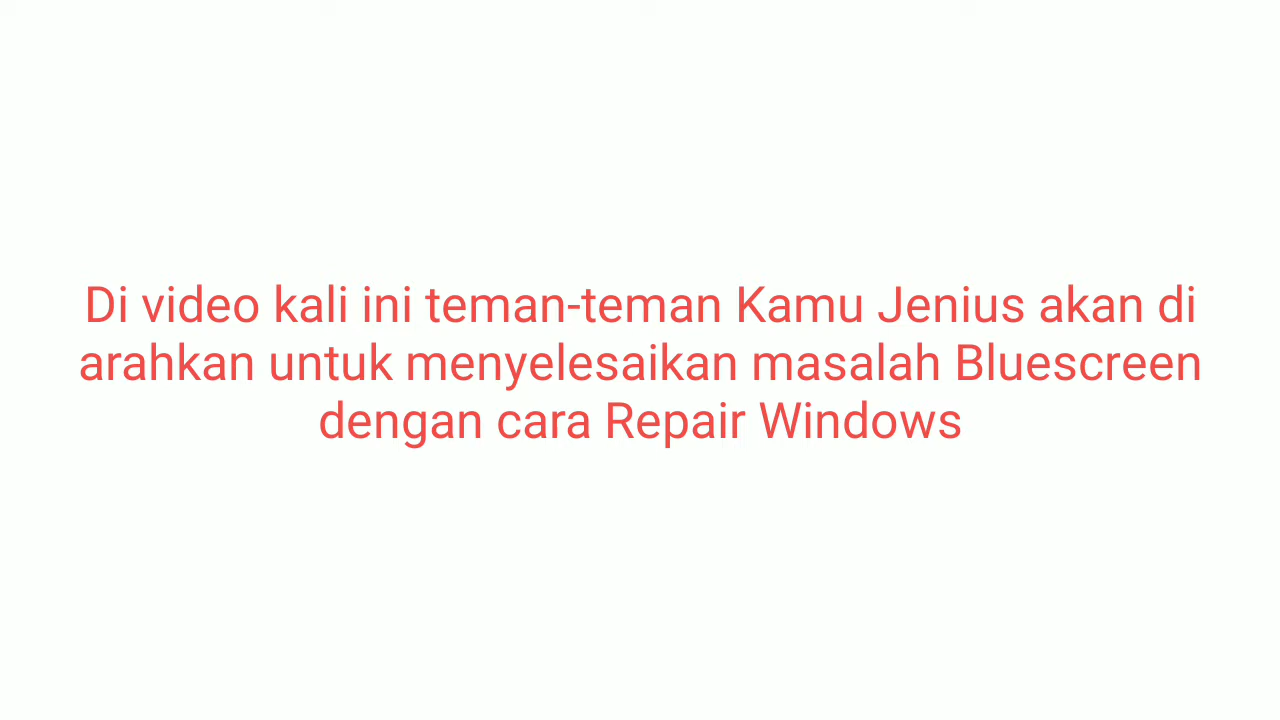 Di video kali ini teman-teman Kamu Jenius akan di
arahkan untuk menyelesaikan masalah Bluescreen
dengan cara Repair Windows